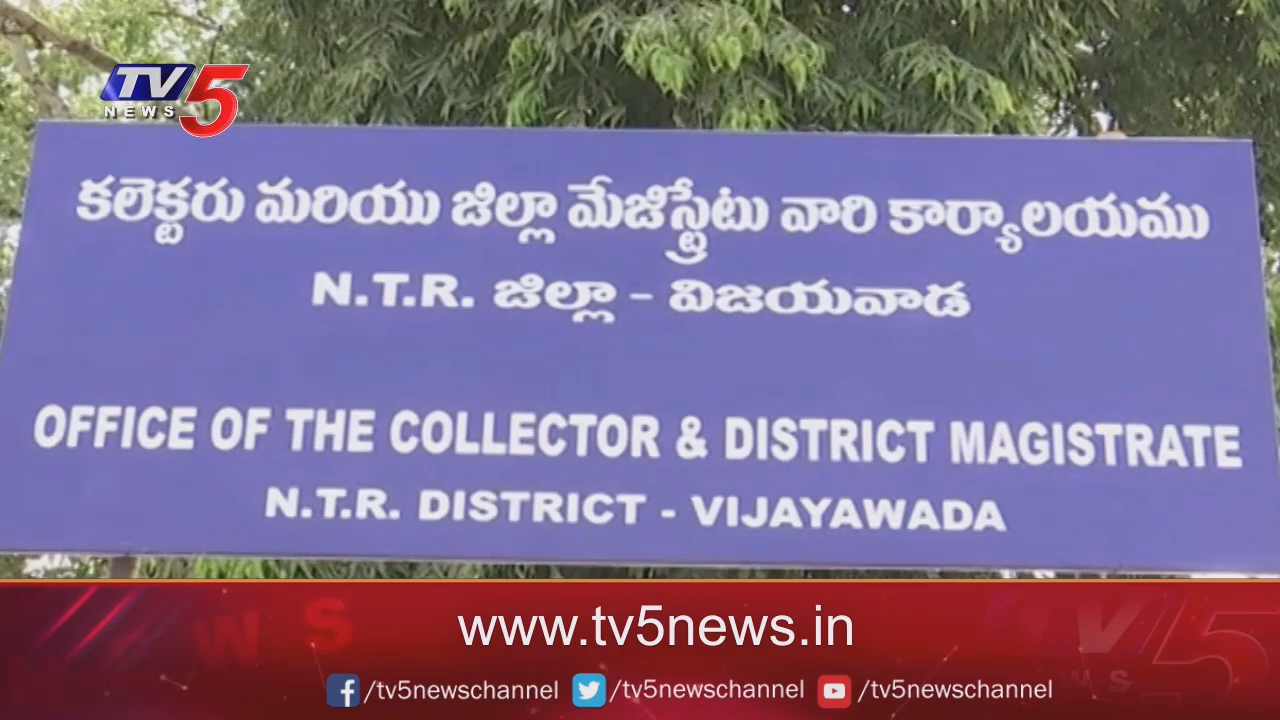 TV5
NEWS
కలెక్టరు మరియు జిల్లా మేజిస్ట్రేటు వారి కార్యాలయము
N.T.R. జిల్లా - విజయవాడ
OFFICE OF THE COLLECTOR & DISTRICT MAGISTRATE
N.T.R. DISTRICT - VIJAYAWADA
www.tv5news.in
/tv5newschannel /tv5newschannel /tv5newschannel